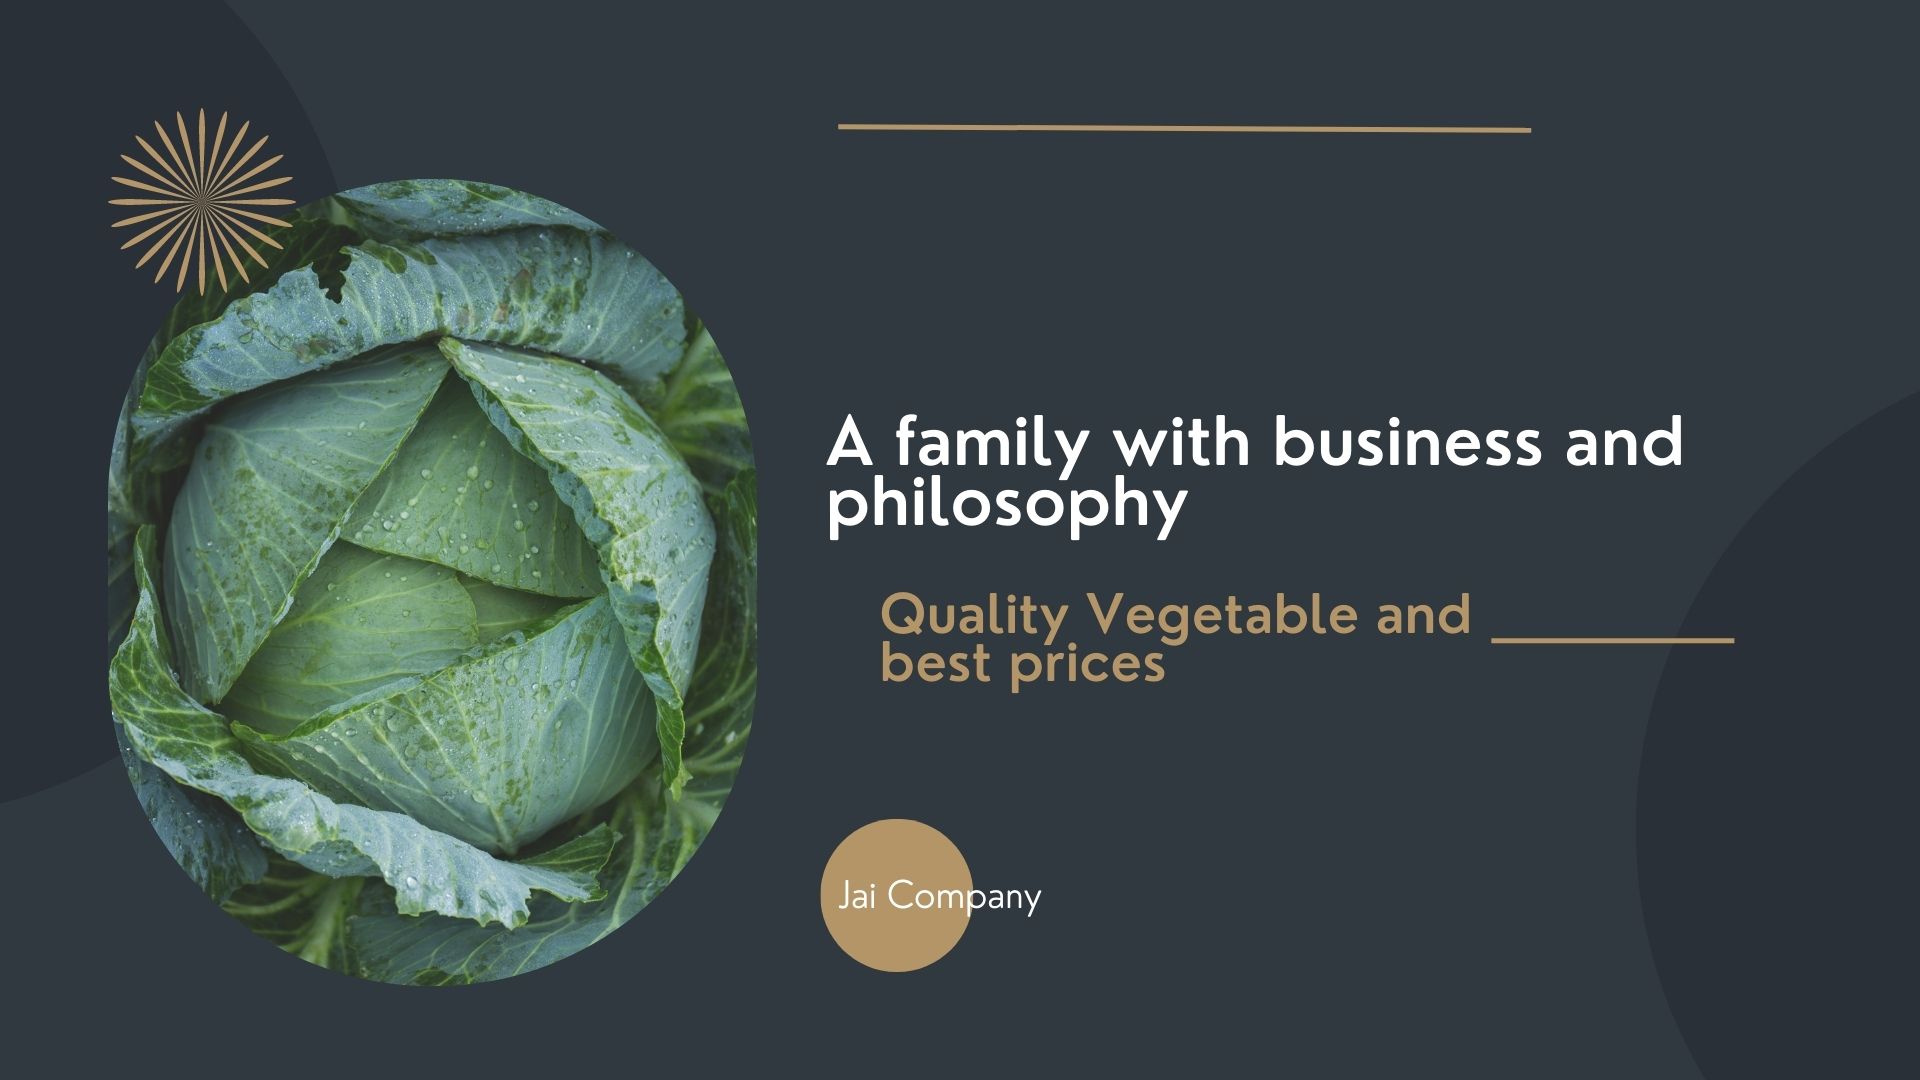 A family with business and
philosophy
Quality Vegetable and
best prices
Jai Company